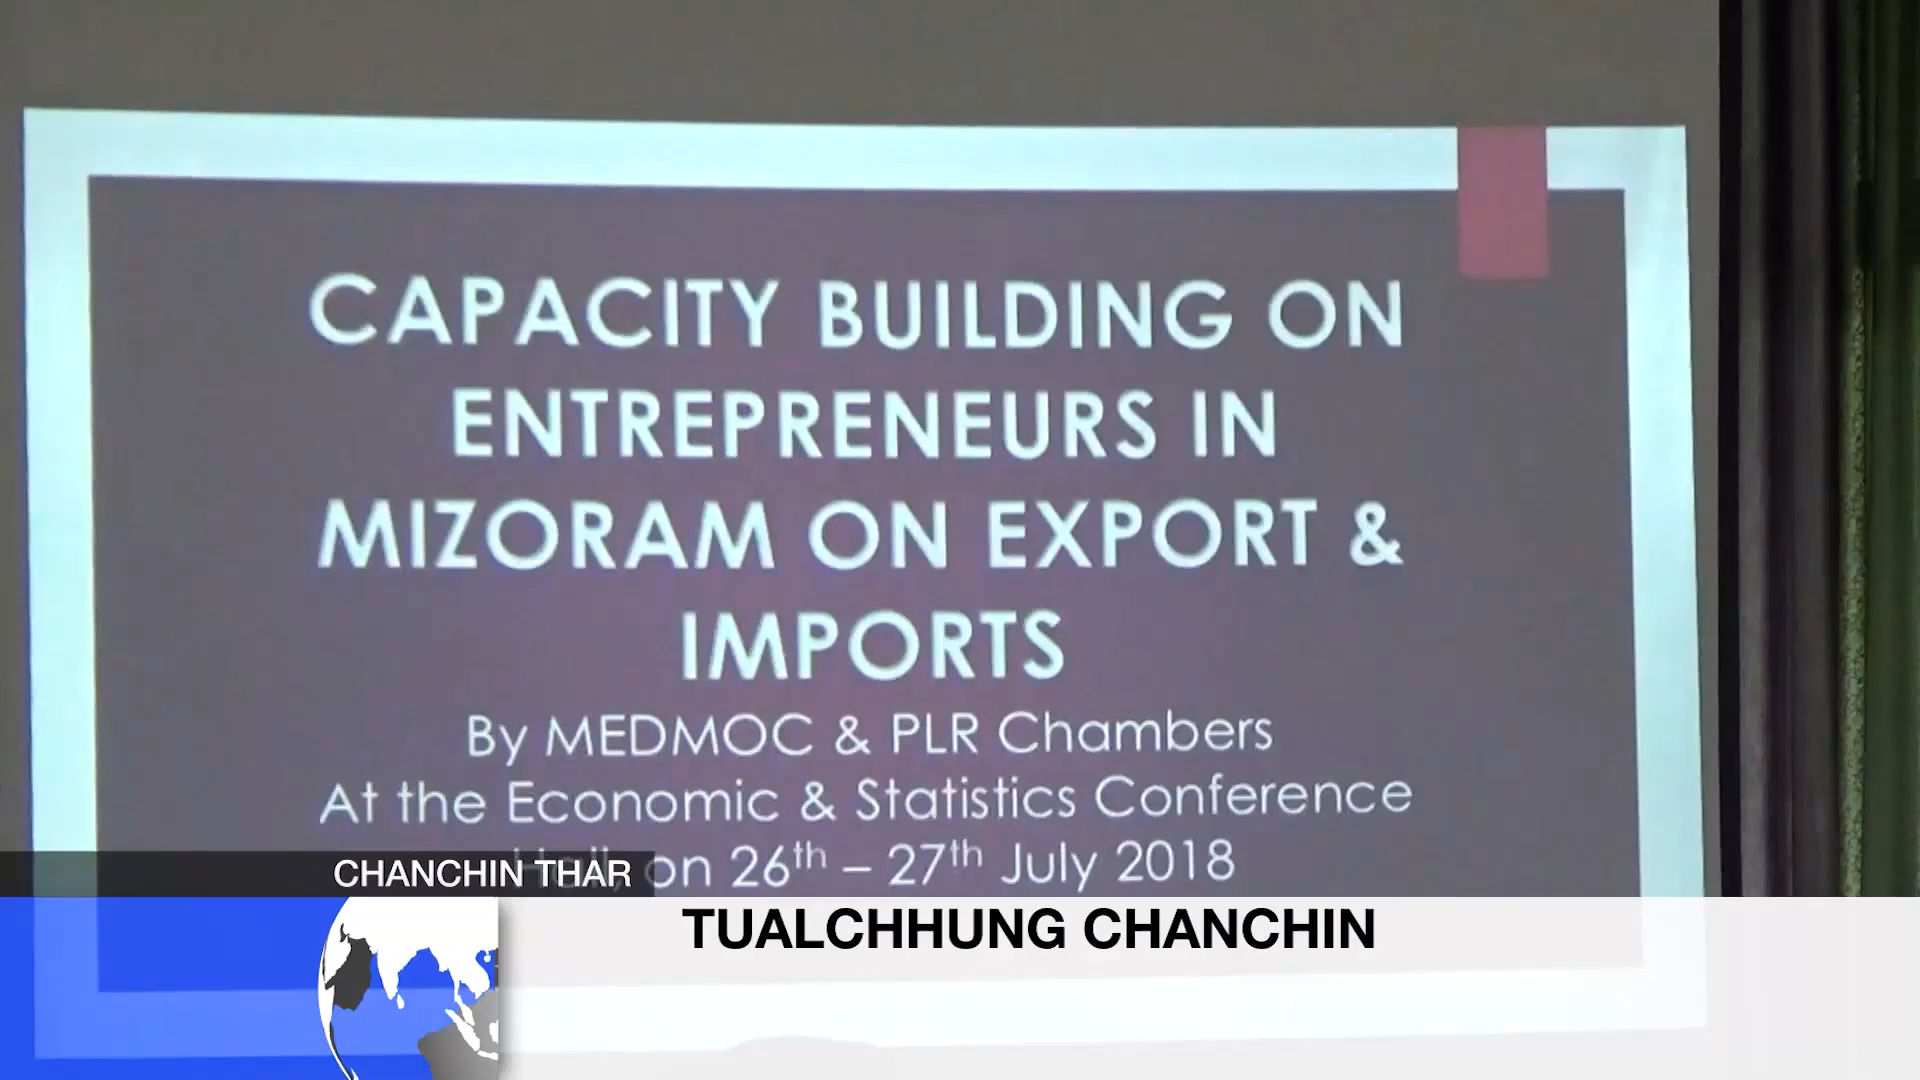 CAPACITY BUILDING ON
ENTREPRENEURS IN
MIZORAM ON EXPORT &
IMPORTS
By MEDMOC & PLR Chambers
At the Economic & Statistics Conference
Hall, on 26th – 27th July 2018
CHANCHIN THAR
TUALCHHUNG CHANCHIN